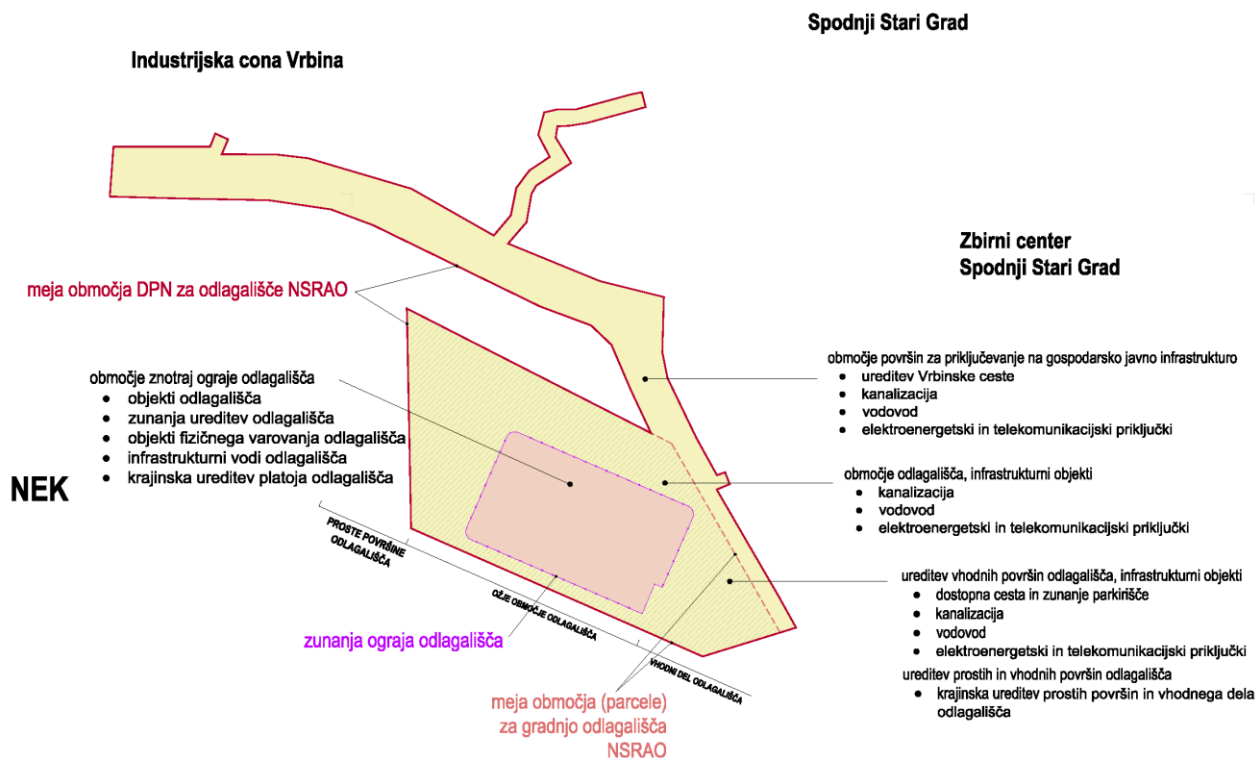 Spodnji Stari Grad
Industrijska cona Vrbina
Zbirni center
Spodnji Stari Grad
meja območja DPN za odlagališče NSRAO
območje znotraj ograje odlagališča
• objekti odlagališča
• zunanja ureditev odlagališča
• objekti fizičnega varovanja odlagališča
• infrastrukturni vodi odlagališča
• krajinska ureditev platoja odlagališča
NEK
območje površin za priključevanje na gospodarsko javno infrastrukturo
• ureditev Vrbinske ceste
• kanalizacija
• vodovod
• elektroenergetski in telekomunikacijski priključki
območje odlagališča, infrastrukturni objekti
• kanalizacija
• vodovod
• elektroenergetski in telekomunikacijski priključki
ureditev vhodnih površin odlagališča, infrastrukturni objekti
• dostopna cesta in zunanje parkirišče
• kanalizacija
• vodovod
• elektroenergetski in telekomunikacijski priključki
ureditev prostih in vhodnih površin odlagališča
• krajinska ureditev prostih površin in vhodnega dela
odlagališča
PROSTE POVRŠINE
ODLAGALIŠČA
OŽJE OBMOČJE ODLAGALIŠČA
VHODNI DEL ODLAGALIŠČA
zunanja ograja odlagališča
meja območja (parcele)
za gradnjo odlagališča
NSRAO